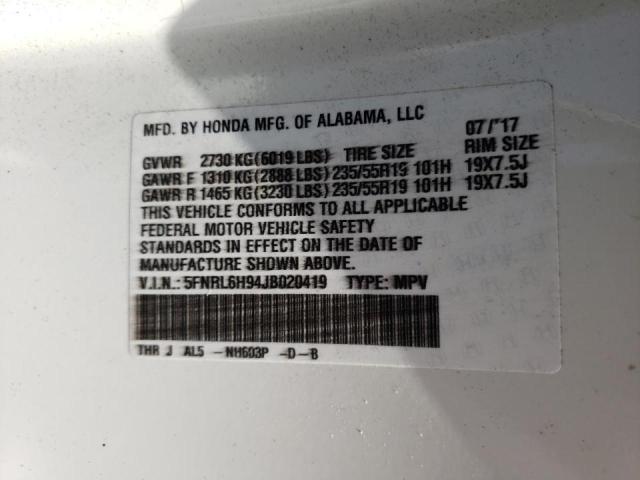 MFD. BY HONDA MFG. OF ALABAMA, LLC 07/'17
GVWR 2730 KG(6019 LBS) TIRE SIZE RIM SIZE
GAWR F 1310 KG(2888 LBS) 235/55R19 101H 19X7.5J
GAWR R 1465 KG(3230 LBS) 235/55R19 101H 19X7.5J
THIS VEHICLE CONFORMS TO ALL APPLICABLE
FEDERAL MOTOR VEHICLE SAFETY
STANDARDS IN EFFECT ON THE DATE OF
MANUFACTURE SHOWN ABOVE.
V.I.N.: 5FNRL6H94JB020419 TYPE: MPV
THR J AL5 -NH603P -D-B